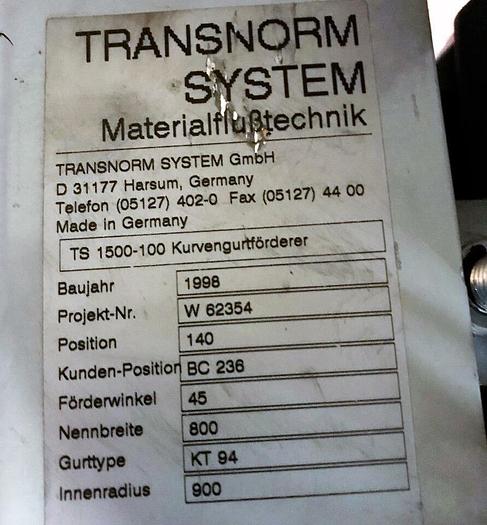 TRANSNORM
SYSTEM
Materialflußtechnik
TRANSNORM SYSTEM GmbH
D 31177 Harsum, Germany
Telefon (05127) 402-0 Fax (05127) 44 00
Made in Germany
TS 1500-100 Kurvengurtförderer
Baujahr 1998
Projekt-Nr. W 62354
Position 140
Kunden-Position BC 236
Förderwinkel 45
Nennbreite 800
Gurttype KT 94
Innenradius 900